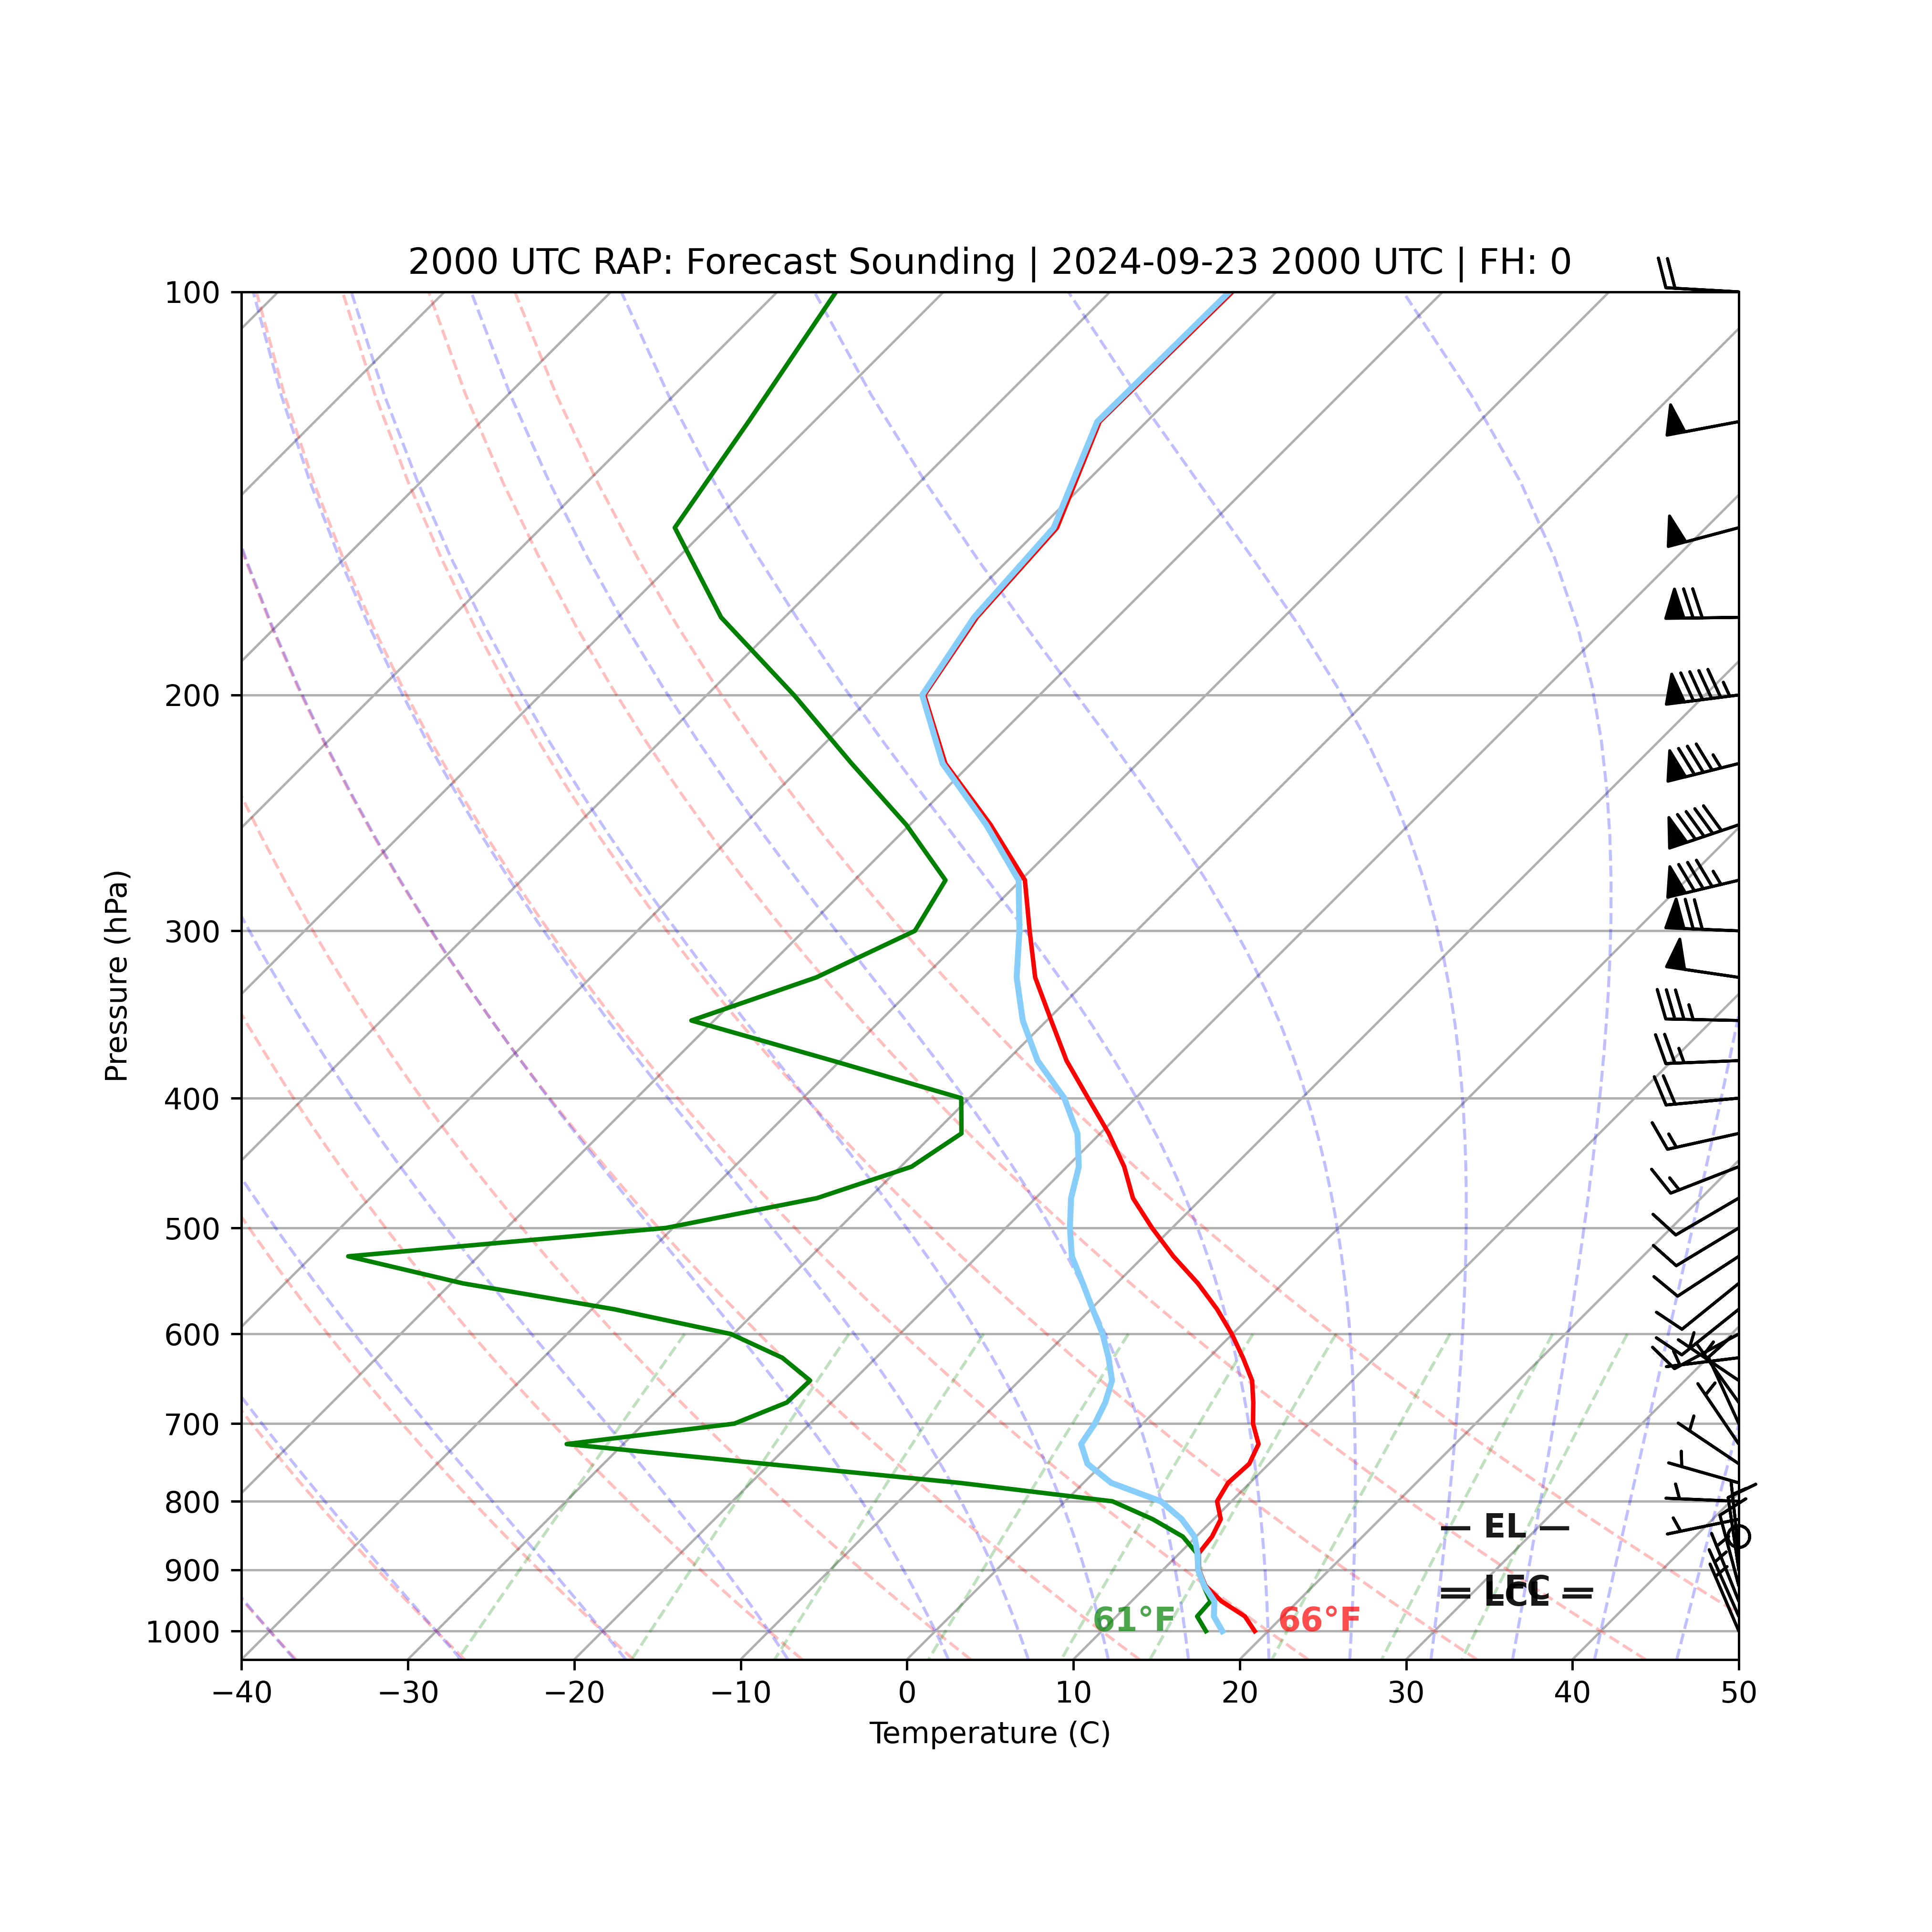 2000 UTC RAP: Forecast Sounding | 2024-09-23 2000 UTC | FH: 0
100
200
300
400
500
600
700
800
900
1000
Pressure (hPa)
EL
LCL
61°F
66°F
−40
−30
−20
−10
0
10
20
30
40
50
Temperature (C)